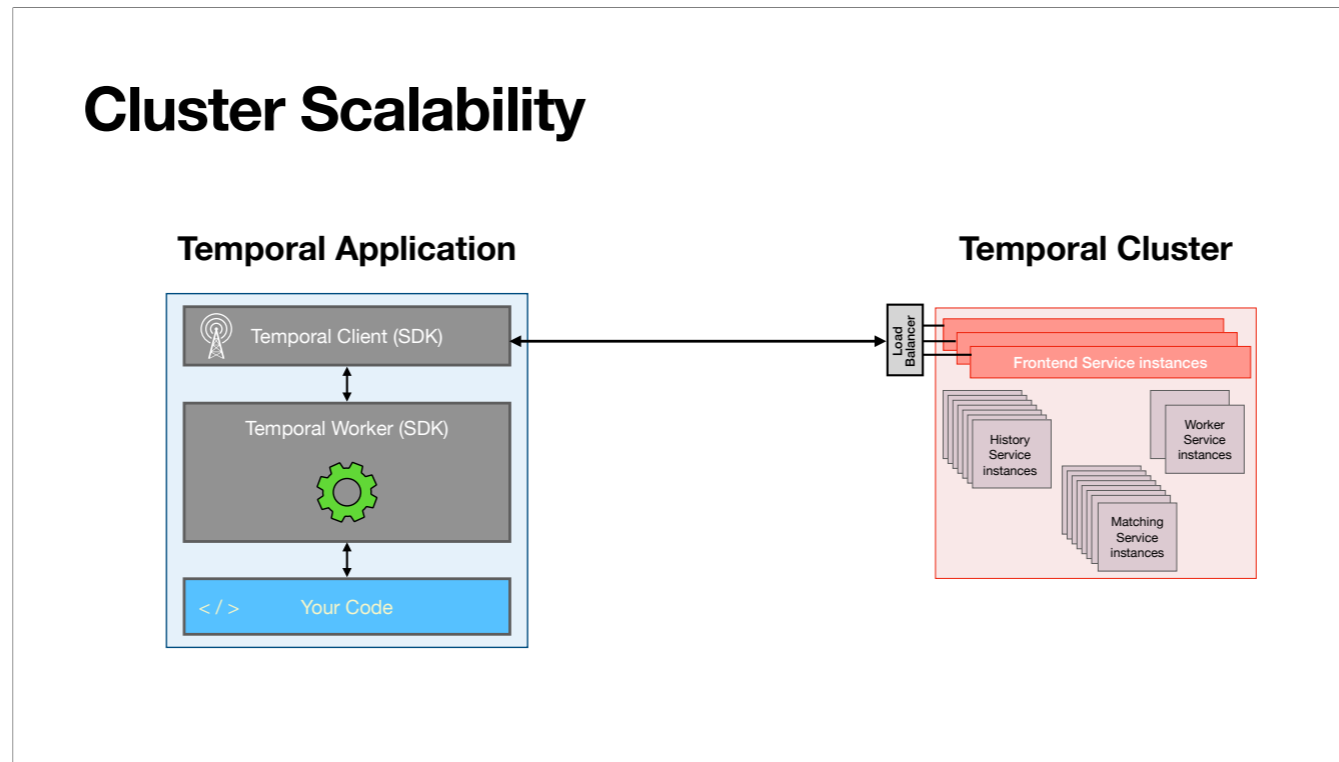 Cluster Scalability
Temporal Application
Temporal Client (SDK)
Temporal Worker (SDK)
< / >
Your Code
Temporal Cluster
Load
Balancer
Frontend Service instances
History
Service
instances
Worker
Service
instances
Matching
Service
instances